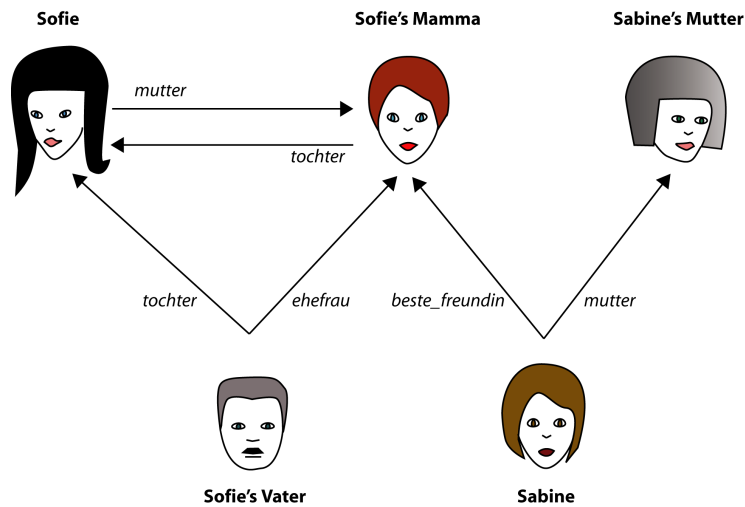 Sofie
Sofie's Mamma
Sabine's Mutter
mutter
tochter
tochter
ehefrau
beste_freundin
mutter
Sofie's Vater
Sabine